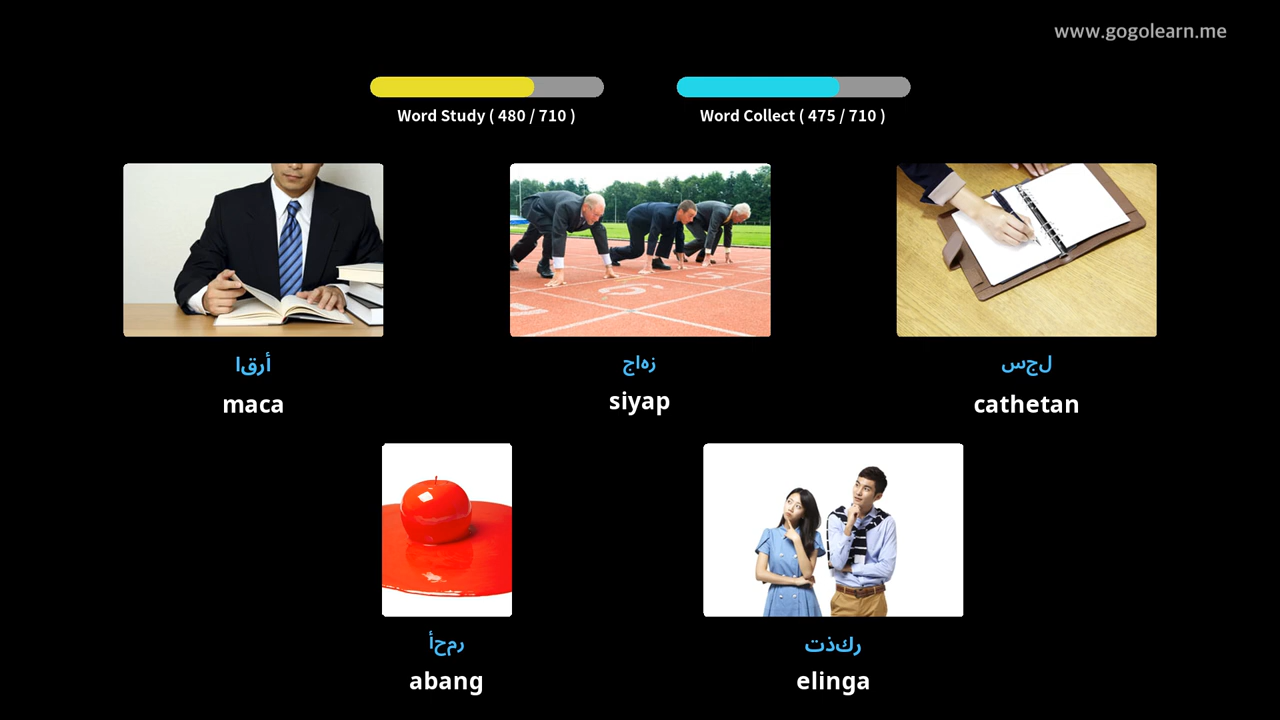 www.gogolearn.me
Word Study ( 480 / 710 )
Word Collect ( 475 / 710 )
أرقا
زهاج
لجس
maca
siyap
cathetan
رمحأ
ركذت
abang
elinga